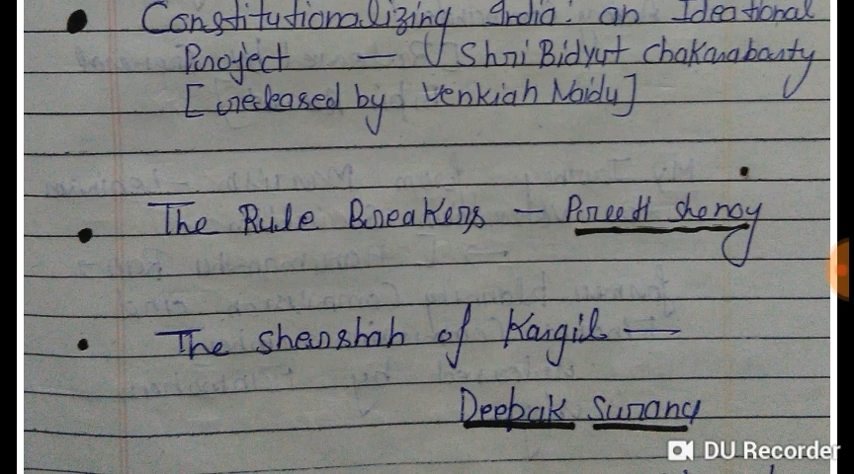 Constitutionalizing India: an Ideational
Project — Shri Bidyut Chakarabarty
[released by Venkiah Naidu]
The Rule Breakers — Preeti Shenoy
The Shershah of Kargil —
Deepak Surana
DU Recorder